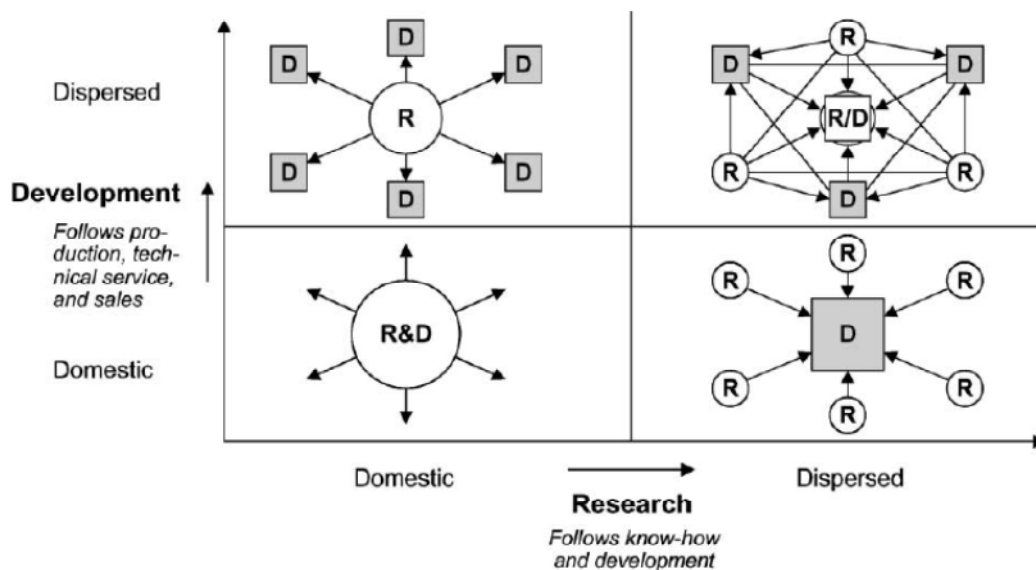 D
D
D
R
D
D
D
Dispersed
R
D
D
R/D
R
R
D
Development
Follows pro-
duction, tech-
nical service,
and sales
R&D
Domestic
R
R
R
D
R
R
R
Domestic
Dispersed
Research
Follows know-how
and development